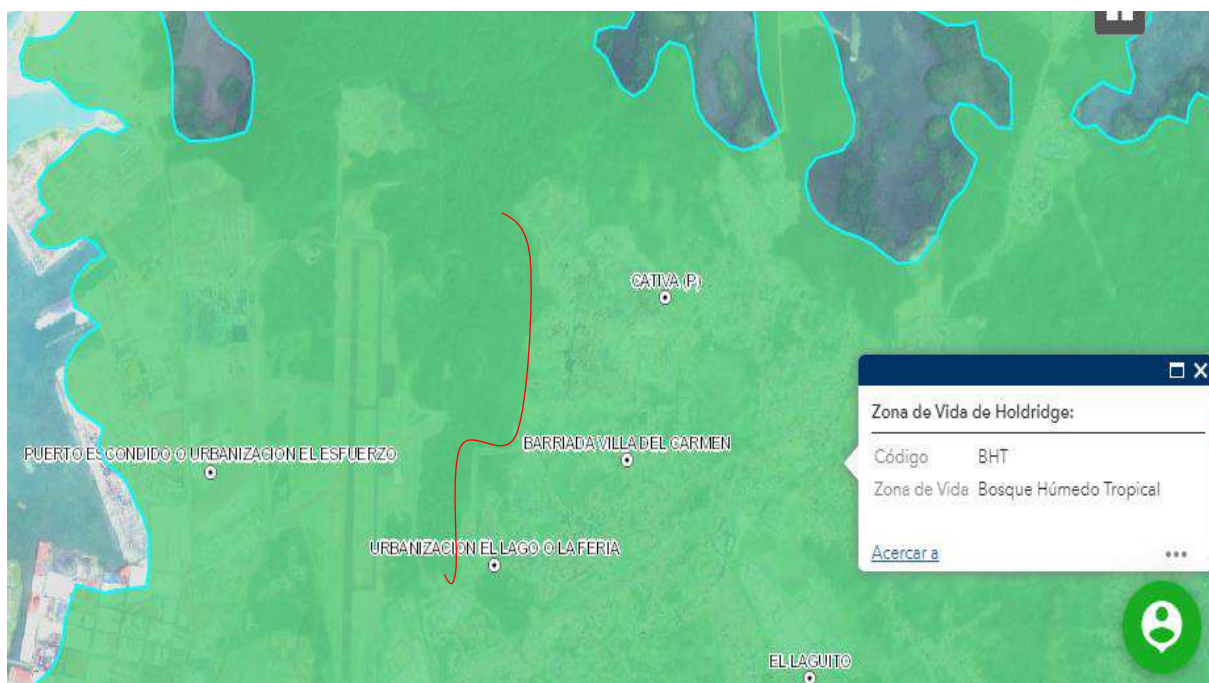 CATIVA (P)
BARRIADA VILLA DEL CARMEN
PUERTO ESCONDIDO O URBANIZACION EL ESFUERZO
URBANIZACION EL LAGO O LA FERIA
EL LAGUITO
Zona de Vida de Holdridge:
Código BHT
Zona de Vida Bosque Húmedo Tropical
Acercar a